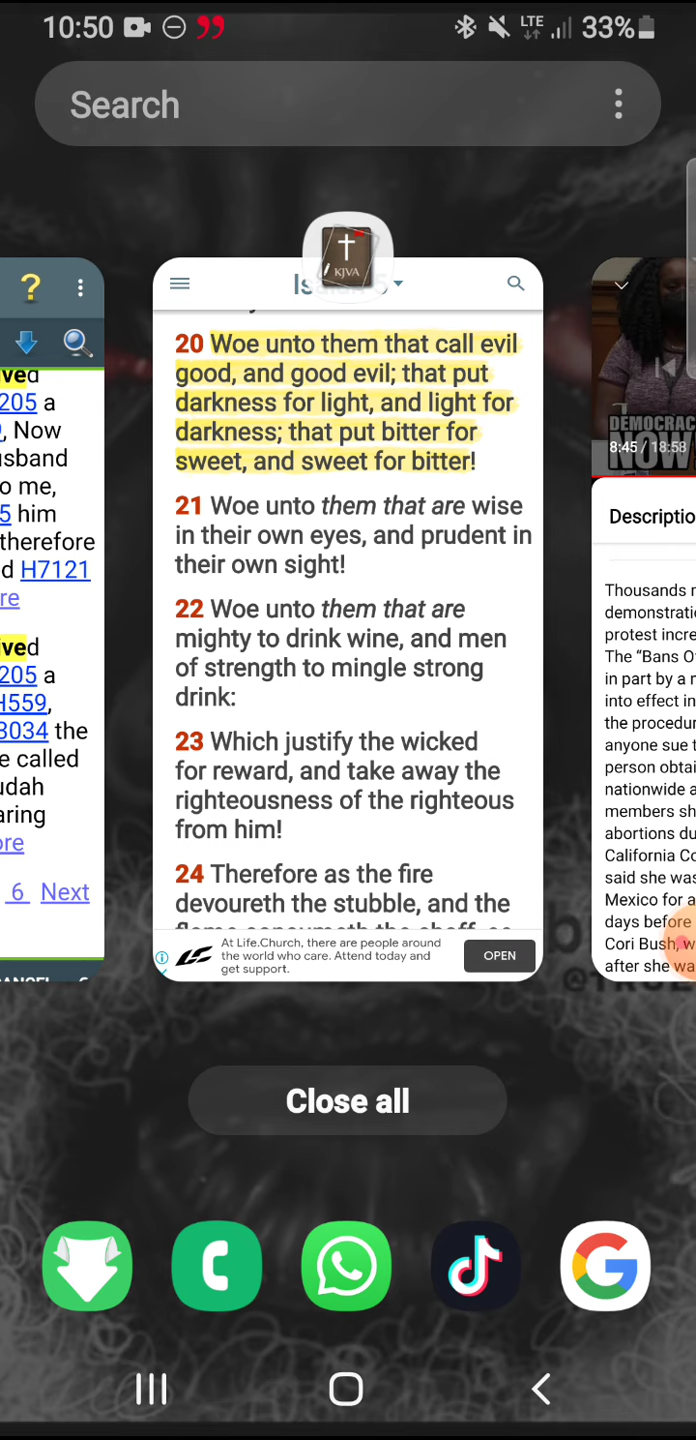 10:50
LTE
33%
Search
KJVA
?
ved
205 a
, Now
usband
o me,
5 him
therefore
d H7121
re
ived
205 a
H559,
3034 the
e called
udah
aring
ore
6 Next
20 Woe unto them that call evil
good, and good evil; that put
darkness for light, and light for
darkness; that put bitter for
sweet, and sweet for bitter!
21 Woe unto them that are wise
in their own eyes, and prudent in
their own sight!
22 Woe unto them that are
mighty to drink wine, and men
of strength to mingle strong
drink:
23 Which justify the wicked
for reward, and take away the
righteousness of the righteous
from him!
24 Therefore as the fire
devoureth the stubble, and the
At Life.Church, there are people around
the world who care. Attend today and
get support.
OPEN
DEMOCRAC
NOW
8:45 / 18:58
Descriptio
Thousands
demonstrati
protest incre
The “Bans O
in part by a
into effect in
the procedur
anyone sue t
person obtai
nationwide a
members sh
abortions du
California Co
said she was
Mexico for a
days before
Cori Bush, w
after she wa
Close all